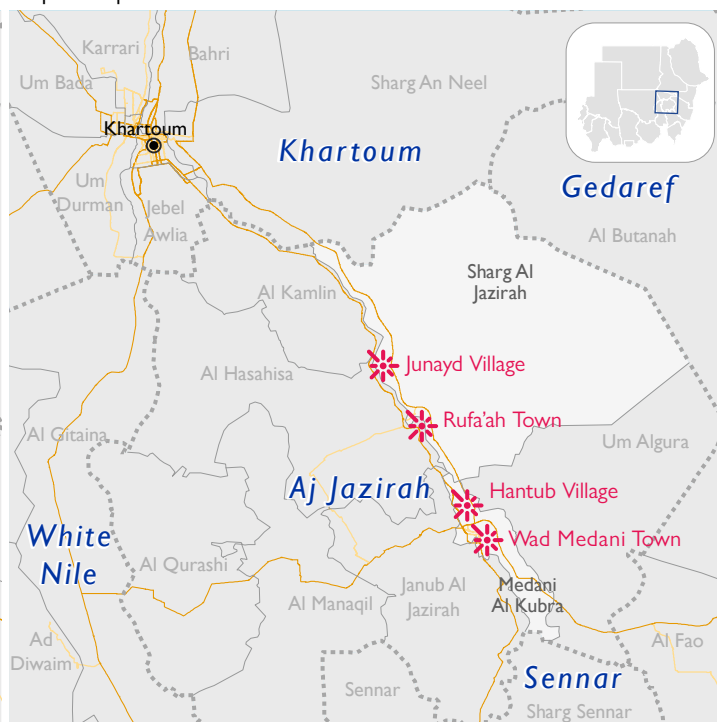 Karrari
Bahri
Um Bada
Sharg An Neel
Khartoum
Khartoum
Um
Durman
Gedaref
Jebel
Awlia
Al Butanah
Sharg Al
Jazirah
Al Kamlin
Junayd Village
Al Hasahisa
Rufa'ah Town
Al Gitaina
Um Algura
Aj Jazirah
Hantub Village
White
Nile
Wad Medani Town
Al Qurashi
Janub Al
Jazirah
Medani
Al Kubra
Al Manaqil
Ad
Diwaim
Al Fao
Sennar
Sennar
Sharg Sennar